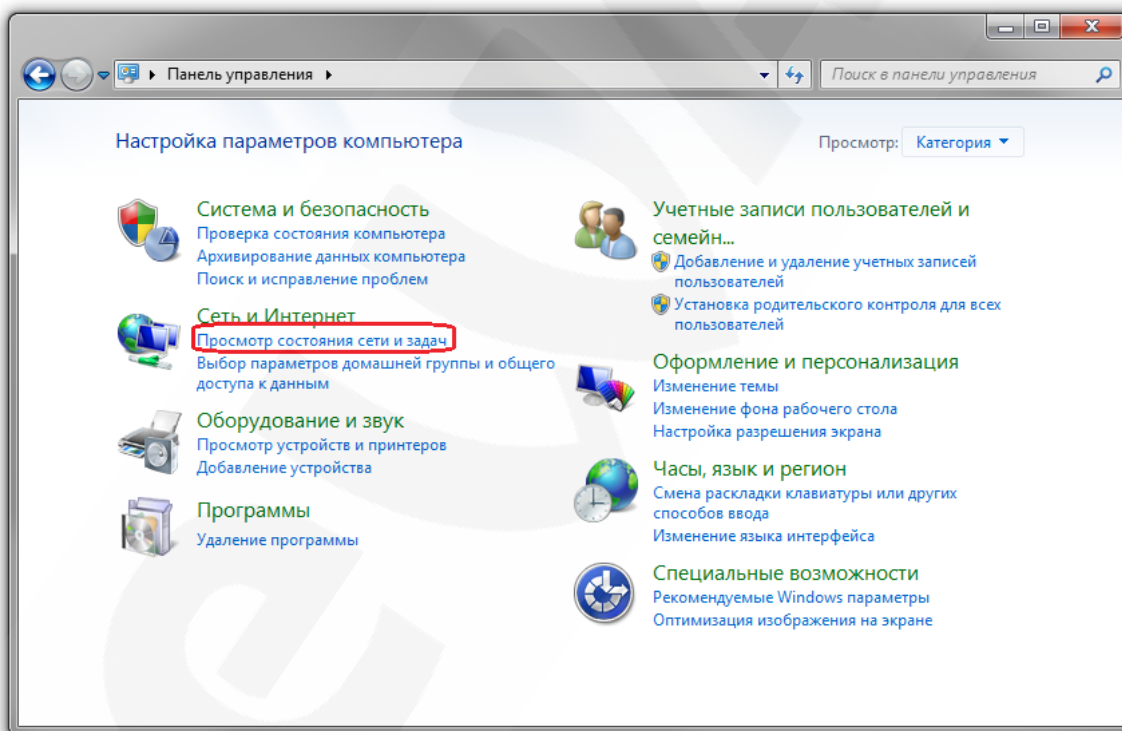 Панель управления
Поиск в панели управления
Настройка параметров компьютера
Просмотр:
Категория
Система и безопасность
Проверка состояния компьютера
Архивирование данных компьютера
Поиск и исправление проблем
Сеть и Интернет
Просмотр состояния сети и задач
Выбор параметров домашней группы и общего
доступа к данным
Оборудование и звук
Просмотр устройств и принтеров
Добавление устройства
Программы
Удаление программы
Учетные записи пользователей и
семейн...
Добавление и удаление учетных записей
пользователей
Установка родительского контроля для всех
пользователей
Оформление и персонализация
Изменение темы
Изменение фона рабочего стола
Настройка разрешения экрана
Часы, язык и регион
Смена раскладки клавиатуры или других
способов ввода
Изменение языка интерфейса
Специальные возможности
Рекомендуемые Windows параметры
Оптимизация изображения на экране